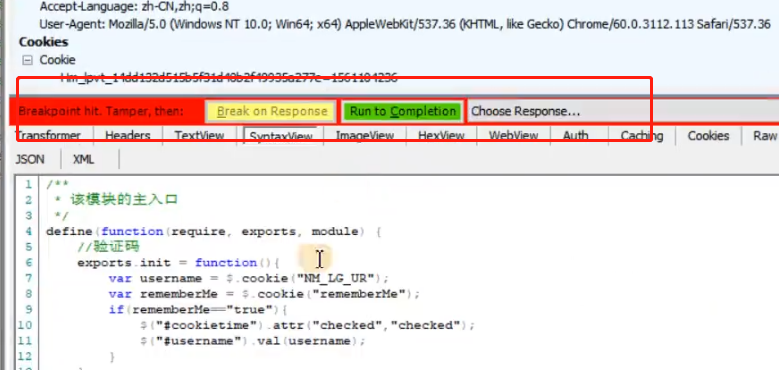 Accept-Language: zh-CN,zh;q=0.8
User-Agent: Mozilla/5.0 (Windows NT 10.0; Win64; x64) AppleWebKit/537.36 (KHTML, like Gecko) Chrome/60.0.3112.113 Safari/537.36
Cookies
Cookie
Hm_lpvt_14dd132d515b5f31d40b2f49935a277e=1561104236
Breakpoint hit. Tamper, then: Break on Response Run to Completion Choose Response...
Transformer Headers TextView SyntaxView ImageView HexView WebView Auth Caching Cookies Raw
JSON XML
1 /**
2 * 该模块的主入口
3 */
4 define(function(require, exports, module) {
5 //验证码
6 exports.init = function(){
7 var username = $.cookie("NM_LG_UR");
8 var rememberMe = $.cookie("rememberMe");
9 if(rememberMe=="true"){
10 $("#cookietime").attr("checked","checked");
11 $("#username").val(username);
12 }